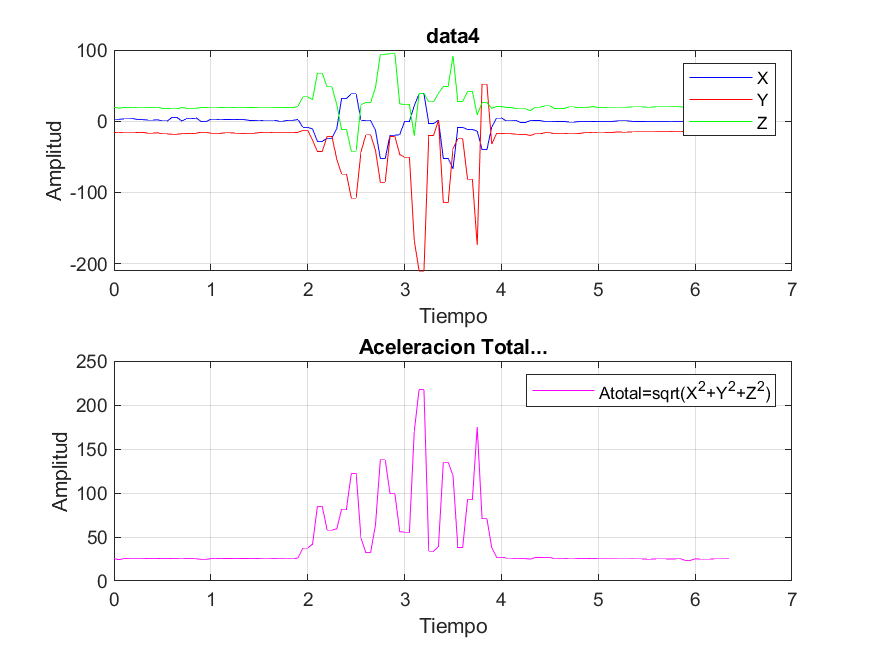 data4
100
0
-100
-200
Amplitud
X
Y
Z
0 1 2 3 4 5 6 7
Tiempo
Aceleracion Total...
250
200
150
100
50
0
Amplitud
Atotal=sqrt(X²+Y²+Z²)
0 1 2 3 4 5 6 7
Tiempo